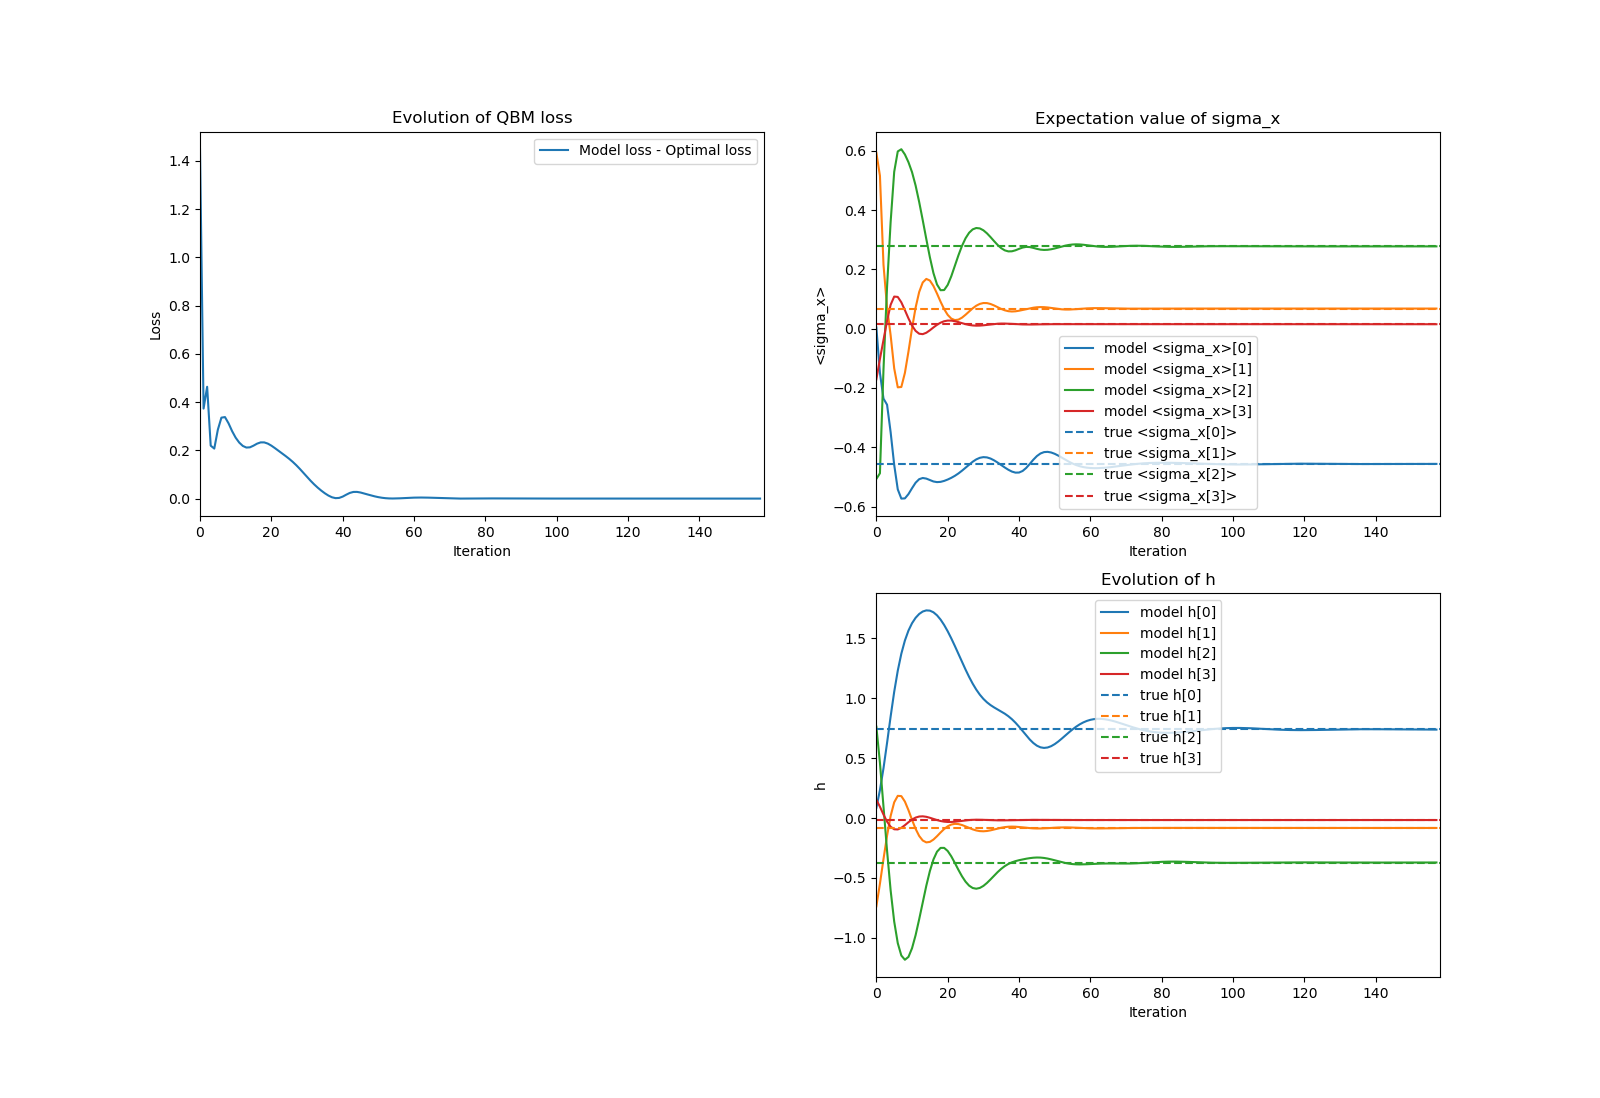 Evolution of QBM loss
Model loss - Optimal loss
1.4
1.2
1.0
0.8
0.6
0.4
0.2
0.0
Loss
0 20 40 60 80 100 120 140
Iteration
Expectation value of sigma_x
0.6
0.4
0.2
0.0
−0.2
−0.4
−0.6
<sigma_x>
model <sigma_x>[0]
model <sigma_x>[1]
model <sigma_x>[2]
model <sigma_x>[3]
true <sigma_x[0]>
true <sigma_x[1]>
true <sigma_x[2]>
true <sigma_x[3]>
0 20 40 60 80 100 120 140
Iteration
Evolution of h
1.5
1.0
0.5
0.0
−0.5
−1.0
h
model h[0]
model h[1]
model h[2]
model h[3]
true h[0]
true h[1]
true h[2]
true h[3]
0 20 40 60 80 100 120 140
Iteration